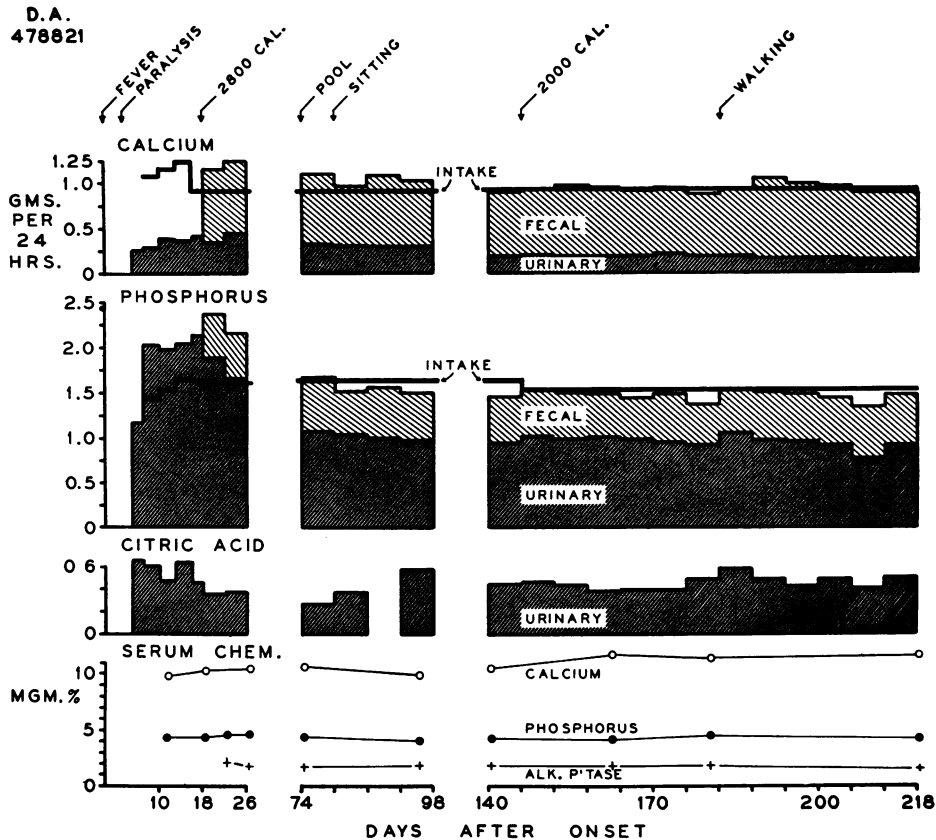 D.A.
478821
FEVER
PARALYSIS
2800 CAL.
POOL
SITTING
2000 CAL.
WALKING
CALCIUM
1.25
1.0
0.5
0
GMS.
PER
24
HRS.
INTAKE
FECAL
URINARY
PHOSPHORUS
2.5
2.0
1.5
1.0
0.5
0
INTAKE
FECAL
URINARY
CITRIC ACID
0 6
0
URINARY
SERUM CHEM.
MGM.%
10
5
0
CALCIUM
PHOSPHORUS
ALK. P'TASE
10 18 26 74 98 140 170 200 218
DAYS AFTER ONSET